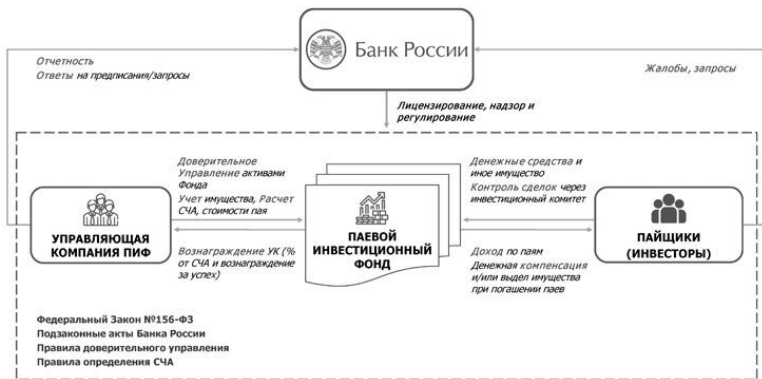 Банк России
Отчетность
Ответы на предписания/запросы
Жалобы, запросы
Лицензирование, надзор и
регулирование
Доверительное
Управление активами
Фонда
Учет имущества, Расчет
СЧА, стоимости пая
Денежные средства и
иное имущество
Контроль сделок через
инвестиционный комитет
УПРАВЛЯЮЩАЯ
КОМПАНИЯ ПИФ
ПАЕВОЙ
ИНВЕСТИЦИОННЫЙ
ФОНД
ПАЙЩИКИ
(ИНВЕСТОРЫ)
Вознаграждение УК (%
от СЧА и вознаграждение
за успех)
Доход по паям
Денежная компенсация
и/или выдел имущества
при погашении паев
Федеральный Закон №156-ФЗ
Подзаконные акты Банка России
Правила доверительного управления
Правила определения СЧА